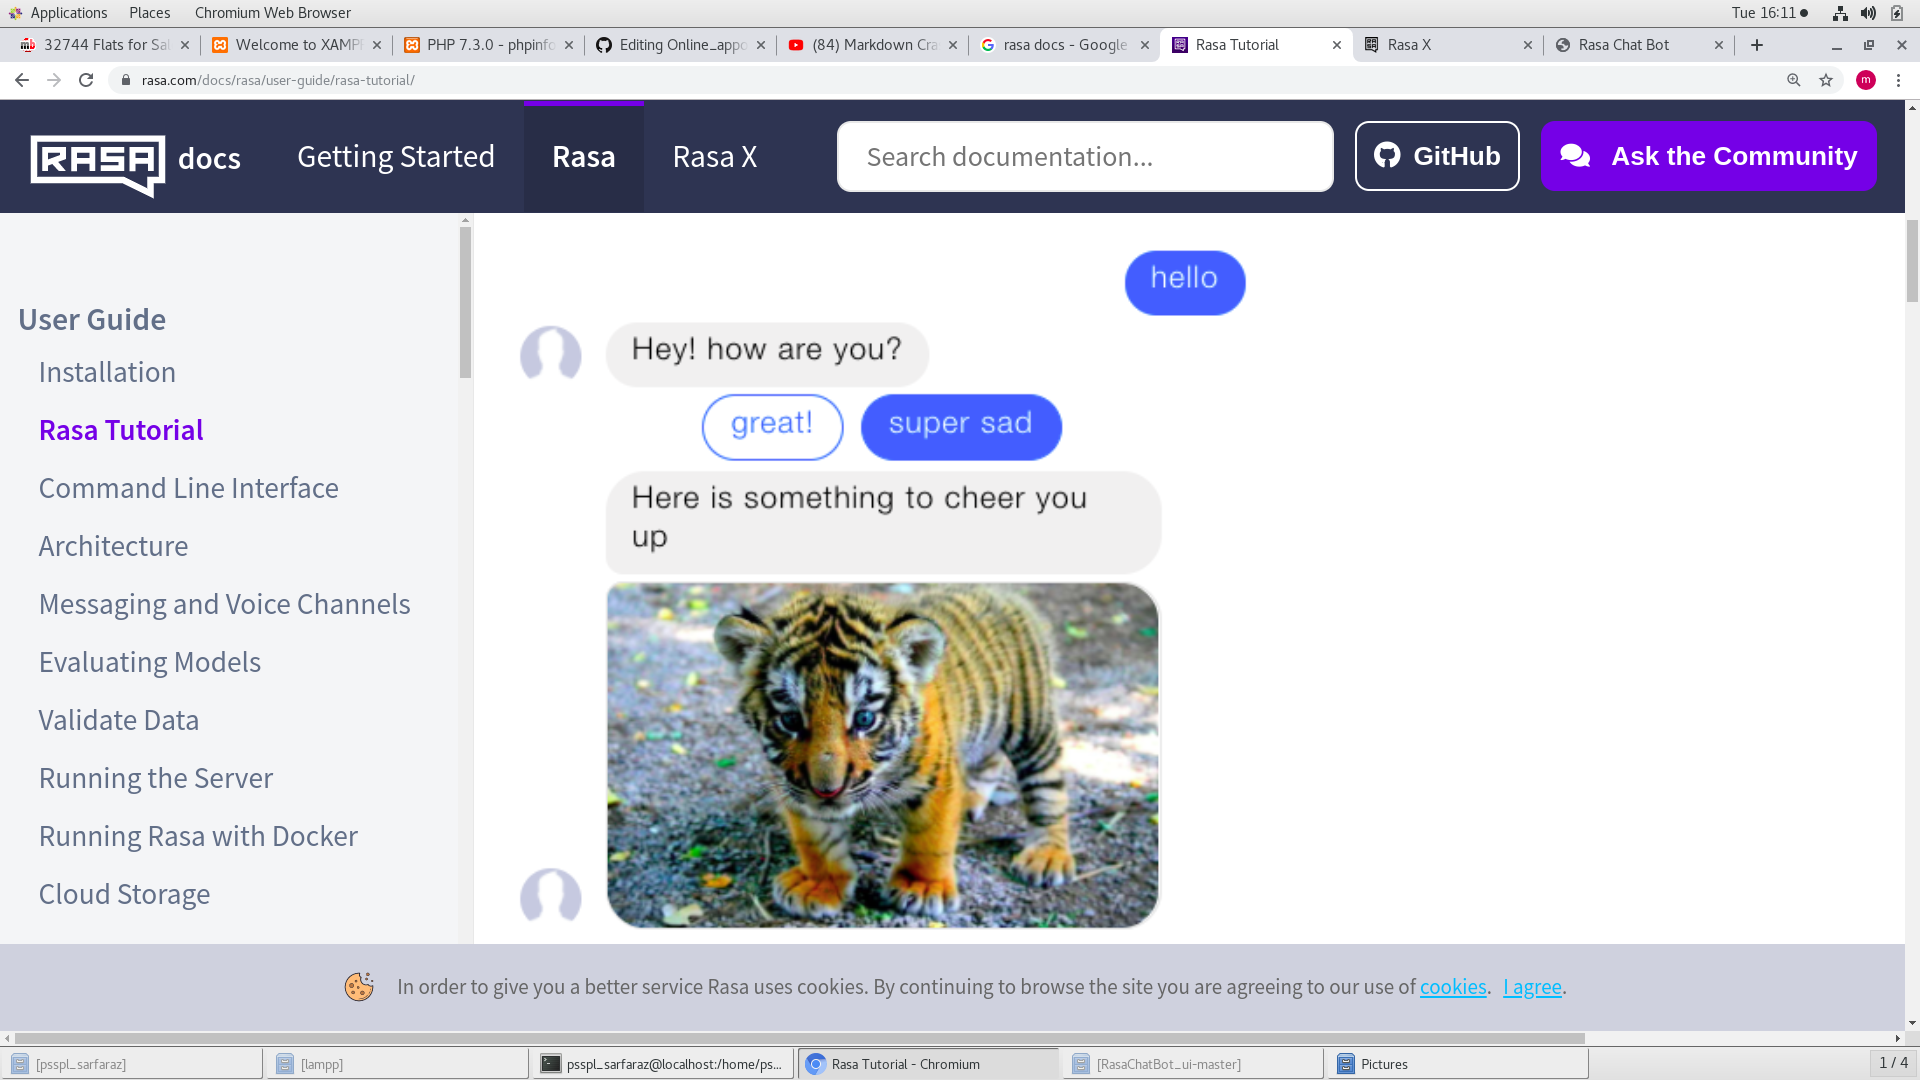 Applications Places Chromium Web Browser Tue 16:11
32744 Flats for Sal Welcome to XAMP PHP 7.3.0 - phpinfo Editing Online_appo (84) Markdown Cra rasa docs - Google Rasa Tutorial Rasa X Rasa Chat Bot
rasa.com/docs/rasa/user-guide/rasa-tutorial/ m
RASA docs Getting Started Rasa Rasa X Search documentation... GitHub Ask the Community
User Guide
Installation
Rasa Tutorial
Command Line Interface
Architecture
Messaging and Voice Channels
Evaluating Models
Validate Data
Running the Server
Running Rasa with Docker
Cloud Storage
hello
Hey! how are you?
great! super sad
Here is something to cheer you
up
In order to give you a better service Rasa uses cookies. By continuing to browse the site you are agreeing to our use of cookies. I agree.
[psspl_sarfaraz] [lampp] psspl_sarfaraz@localhost:/home/ps... Rasa Tutorial - Chromium [RasaChatBot_ui-master] Pictures 1 / 4